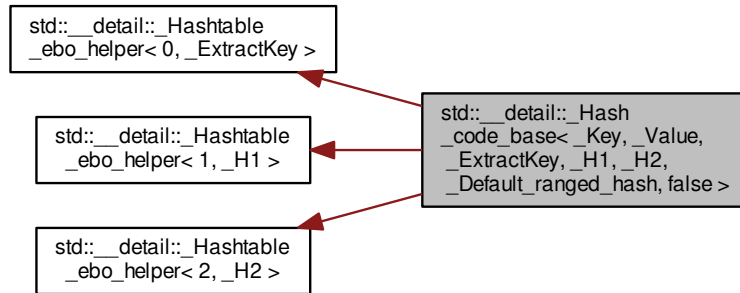 std::__detail::_Hashtable
_ebo_helper< 0, _ExtractKey >
std::__detail::_Hashtable
_ebo_helper< 1, _H1 >
std::__detail::_Hashtable
_ebo_helper< 2, _H2 >
std::__detail::_Hash
_code_base< _Key, _Value,
_ExtractKey, _H1, _H2,
_Default_ranged_hash, false >